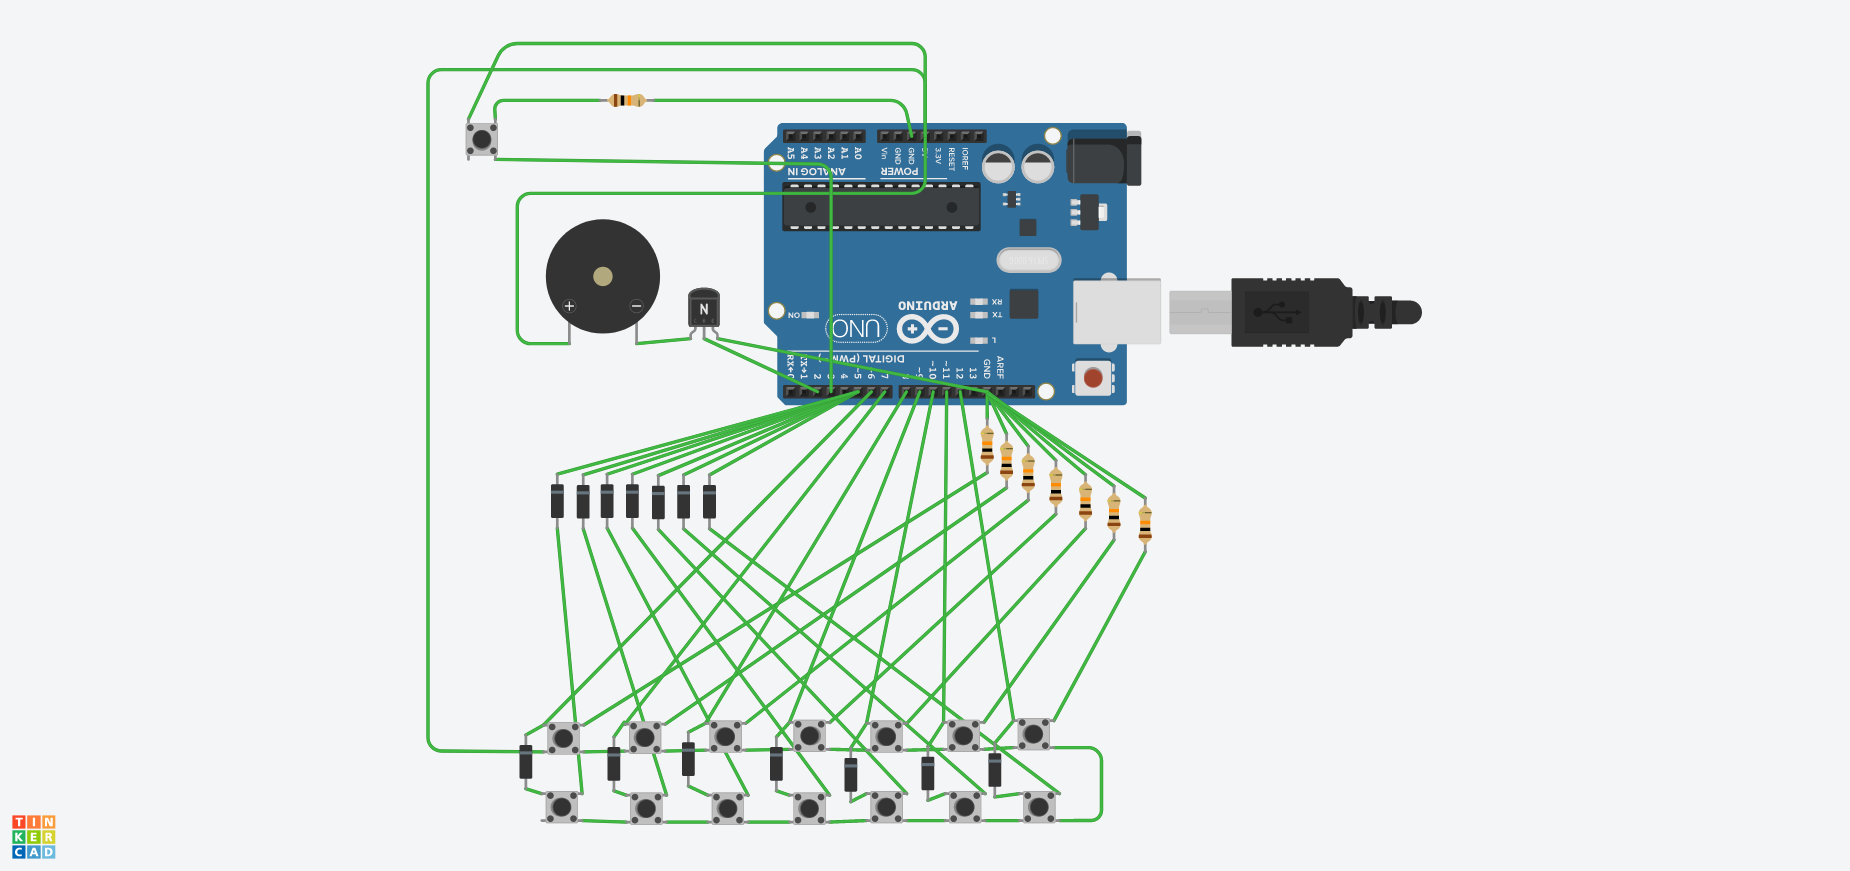 A5 A4 A3 A2 A1 A0
Vin GND GND 5V 3.3V RESET IOREF
ANALOG IN
POWER
+
−
N
ARDUINO
UNO
+
−
ON
RX
TX
L
DIGITAL (PWM ~)
RX←0
TX→1
2
3
4
~5
~6
7
8
~9
~10
~11
12
13
GND
AREF
TIN
KER
CAD